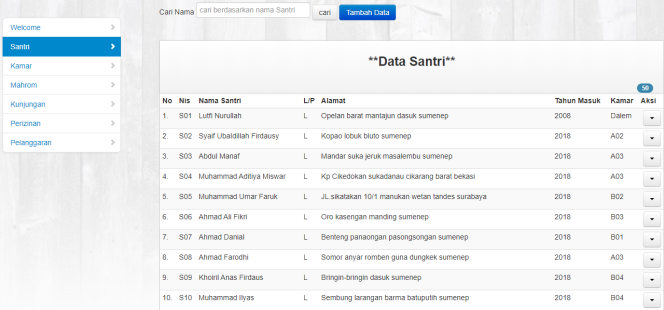 Cari Nama cari berdasarkan nama Santri cari Tambah Data
Welcome
Santri
Kamar
Mahrom
Kunjungan
Perizinan
Pelanggaran
**Data Santri**
50
No Nis Nama Santri L/P Alamat Tahun Masuk Kamar Aksi
1. S01 Lutfi Nurullah L Opelan barat mantajun dasuk sumenep 2008 Dalem
2. S02 Syaif Ubaidillah Firdausy L Kopao lobuk bluto sumenep 2018 A02
3. S03 Abdul Manaf L Mandar suka jeruk masalembu sumenep 2018 A03
4. S04 Muhammad Aditiya Miswar L Kp Cikedokan sukadanau cikarang barat bekasi 2018 A03
5. S05 Muhammad Umar Faruk L JL.sikatakan 10/1 manukan wetan tandes surabaya 2018 B02
6. S06 Ahmad Ali Fikri L Oro kasengan manding sumenep 2018 B03
7. S07 Ahmad Danial L Benteng panaongan pasongsongan sumenep 2018 B01
8. S08 Ahmad Farodhi L Somor anyar romben guna dungkek sumenep 2018 A03
9. S09 Khoiril Anas Firdaus L Bringin-bringin dasuk sumenep 2018 B04
10. S10 Muhammad Ilyas L Sembung larangan barma batuputih sumenep 2018 B04